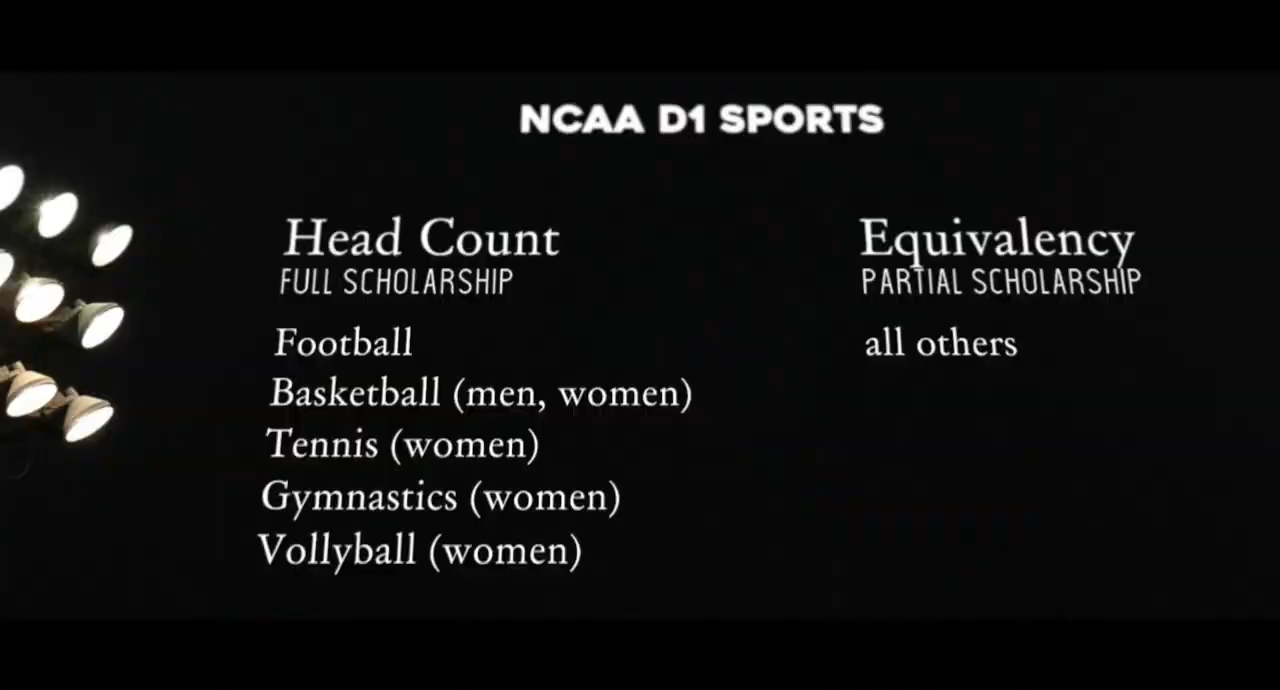 NCAA D1 SPORTS
Head Count
FULL SCHOLARSHIP
Football
Basketball (men, women)
Tennis (women)
Gymnastics (women)
Vollyball (women)
Equivalency
PARTIAL SCHOLARSHIP
all others